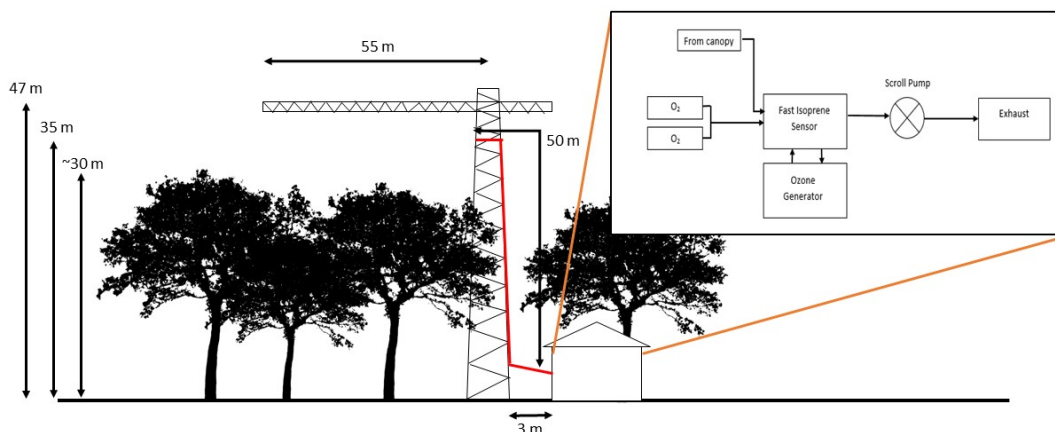 55 m
47 m
35 m
~30 m
50 m
3 m
From canopy
O₂
O₂
Fast Isoprene
Sensor
Ozone
Generator
Scroll Pump
Exhaust